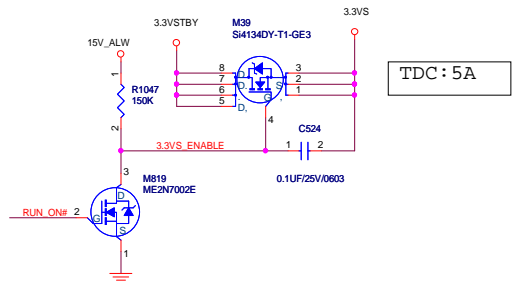 3.3VS
3.3VSTBY
M39
Si4134DY-T1-GE3
15V_ALW
TDC:5A
8 D. 3
7 D. S 2
6 . 1
5 D, G ,
1
R1047
150K
4
2
C524
3.3VS_ENABLE
1 2
3
M819
ME2N7002E
0.1UF/25V/0603
D
RUN_ON# 2
G
S
1